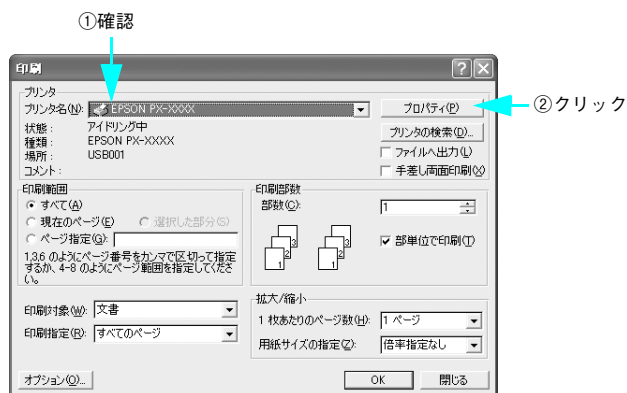 ①確認
印刷
プリンタ
プリンタ名(N): EPSON PX-XXXX
プロパティ(P)
②クリック
状態: アイドリング中
プリンタの検索(D)...
種類: EPSON PX-XXXX
場所: USB001
ファイルへ出力(L)
コメント:
手差し両面印刷(X)
印刷範囲
すべて(A)
現在のページ(E) 選択した部分(S)
ページ指定(G):
1,3,6 のようにページ番号をカンマで区切って指定
するか、4-8 のようにページ範囲を指定してくださ
い。
印刷部数
部数(C): 1
部単位で印刷(T)
1 2 3
1 2 3
印刷対象(W): 文書
印刷指定(R): すべてのページ
拡大/縮小
1 枚あたりのページ数(H): 1 ページ
用紙サイズの指定(Z): 倍率指定なし
オプション(O)...
OK
閉じる